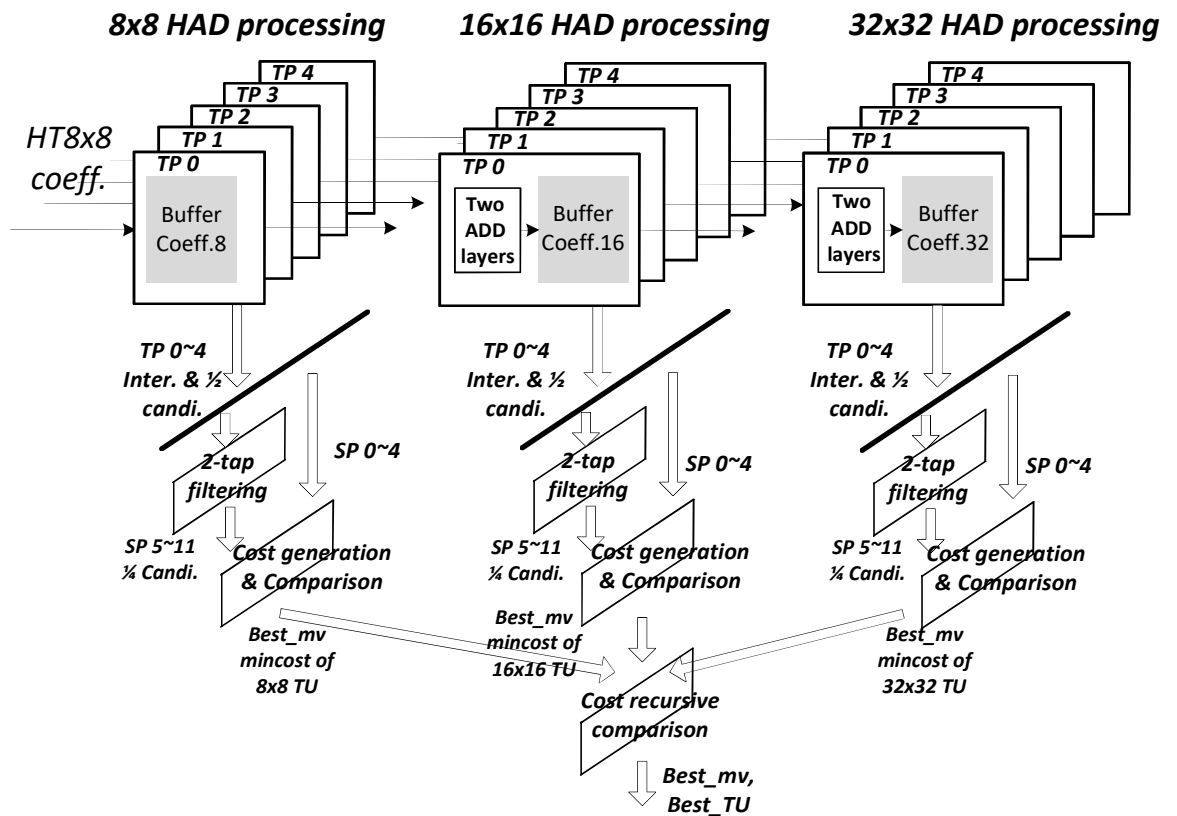 8x8 HAD processing
16x16 HAD processing
32x32 HAD processing
TP 4
TP 3
TP 2
TP 1
TP 0
HT8x8
coeff.
Buffer
Coeff.8
TP 4
TP 3
TP 2
TP 1
TP 0
Two
ADD
layers
Buffer
Coeff.16
TP 4
TP 3
TP 2
TP 1
TP 0
Two
ADD
layers
Buffer
Coeff.32
TP 0~4
Inter. & ½
candi.
SP 0~4
2-tap
filtering
SP 5~11
¼ Candi.
Cost generation
& Comparison
TP 0~4
Inter. & ½
candi.
SP 0~4
2-tap
filtering
SP 5~11
¼ Candi.
Cost generation
& Comparison
TP 0~4
Inter. & ½
candi.
SP 0~4
2-tap
filtering
SP 5~11
¼ Candi.
Cost generation
& Comparison
Best_mv
mincost of
8x8 TU
Best_mv
mincost of
16x16 TU
Best_mv
mincost of
32x32 TU
Cost recursive
comparison
Best_mv,
Best_TU